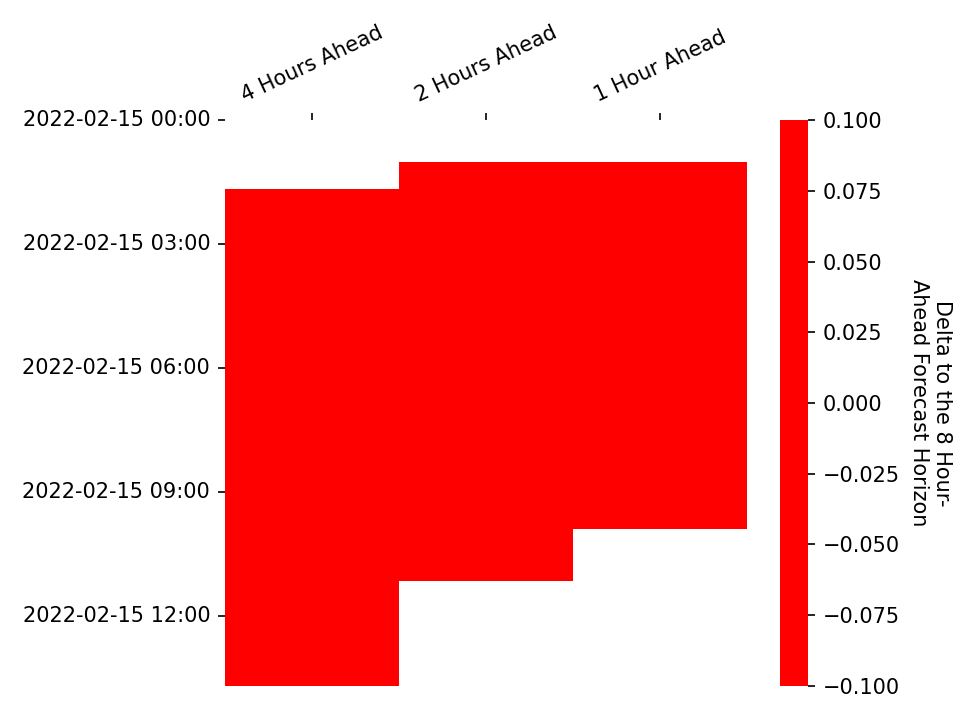 4 Hours Ahead
2 Hours Ahead
1 Hour Ahead
2022-02-15 00:00
2022-02-15 03:00
2022-02-15 06:00
2022-02-15 09:00
2022-02-15 12:00
0.100
0.075
0.050
0.025
0.000
−0.025
−0.050
−0.075
−0.100
Delta to the 8 Hour-
Ahead Forecast Horizon